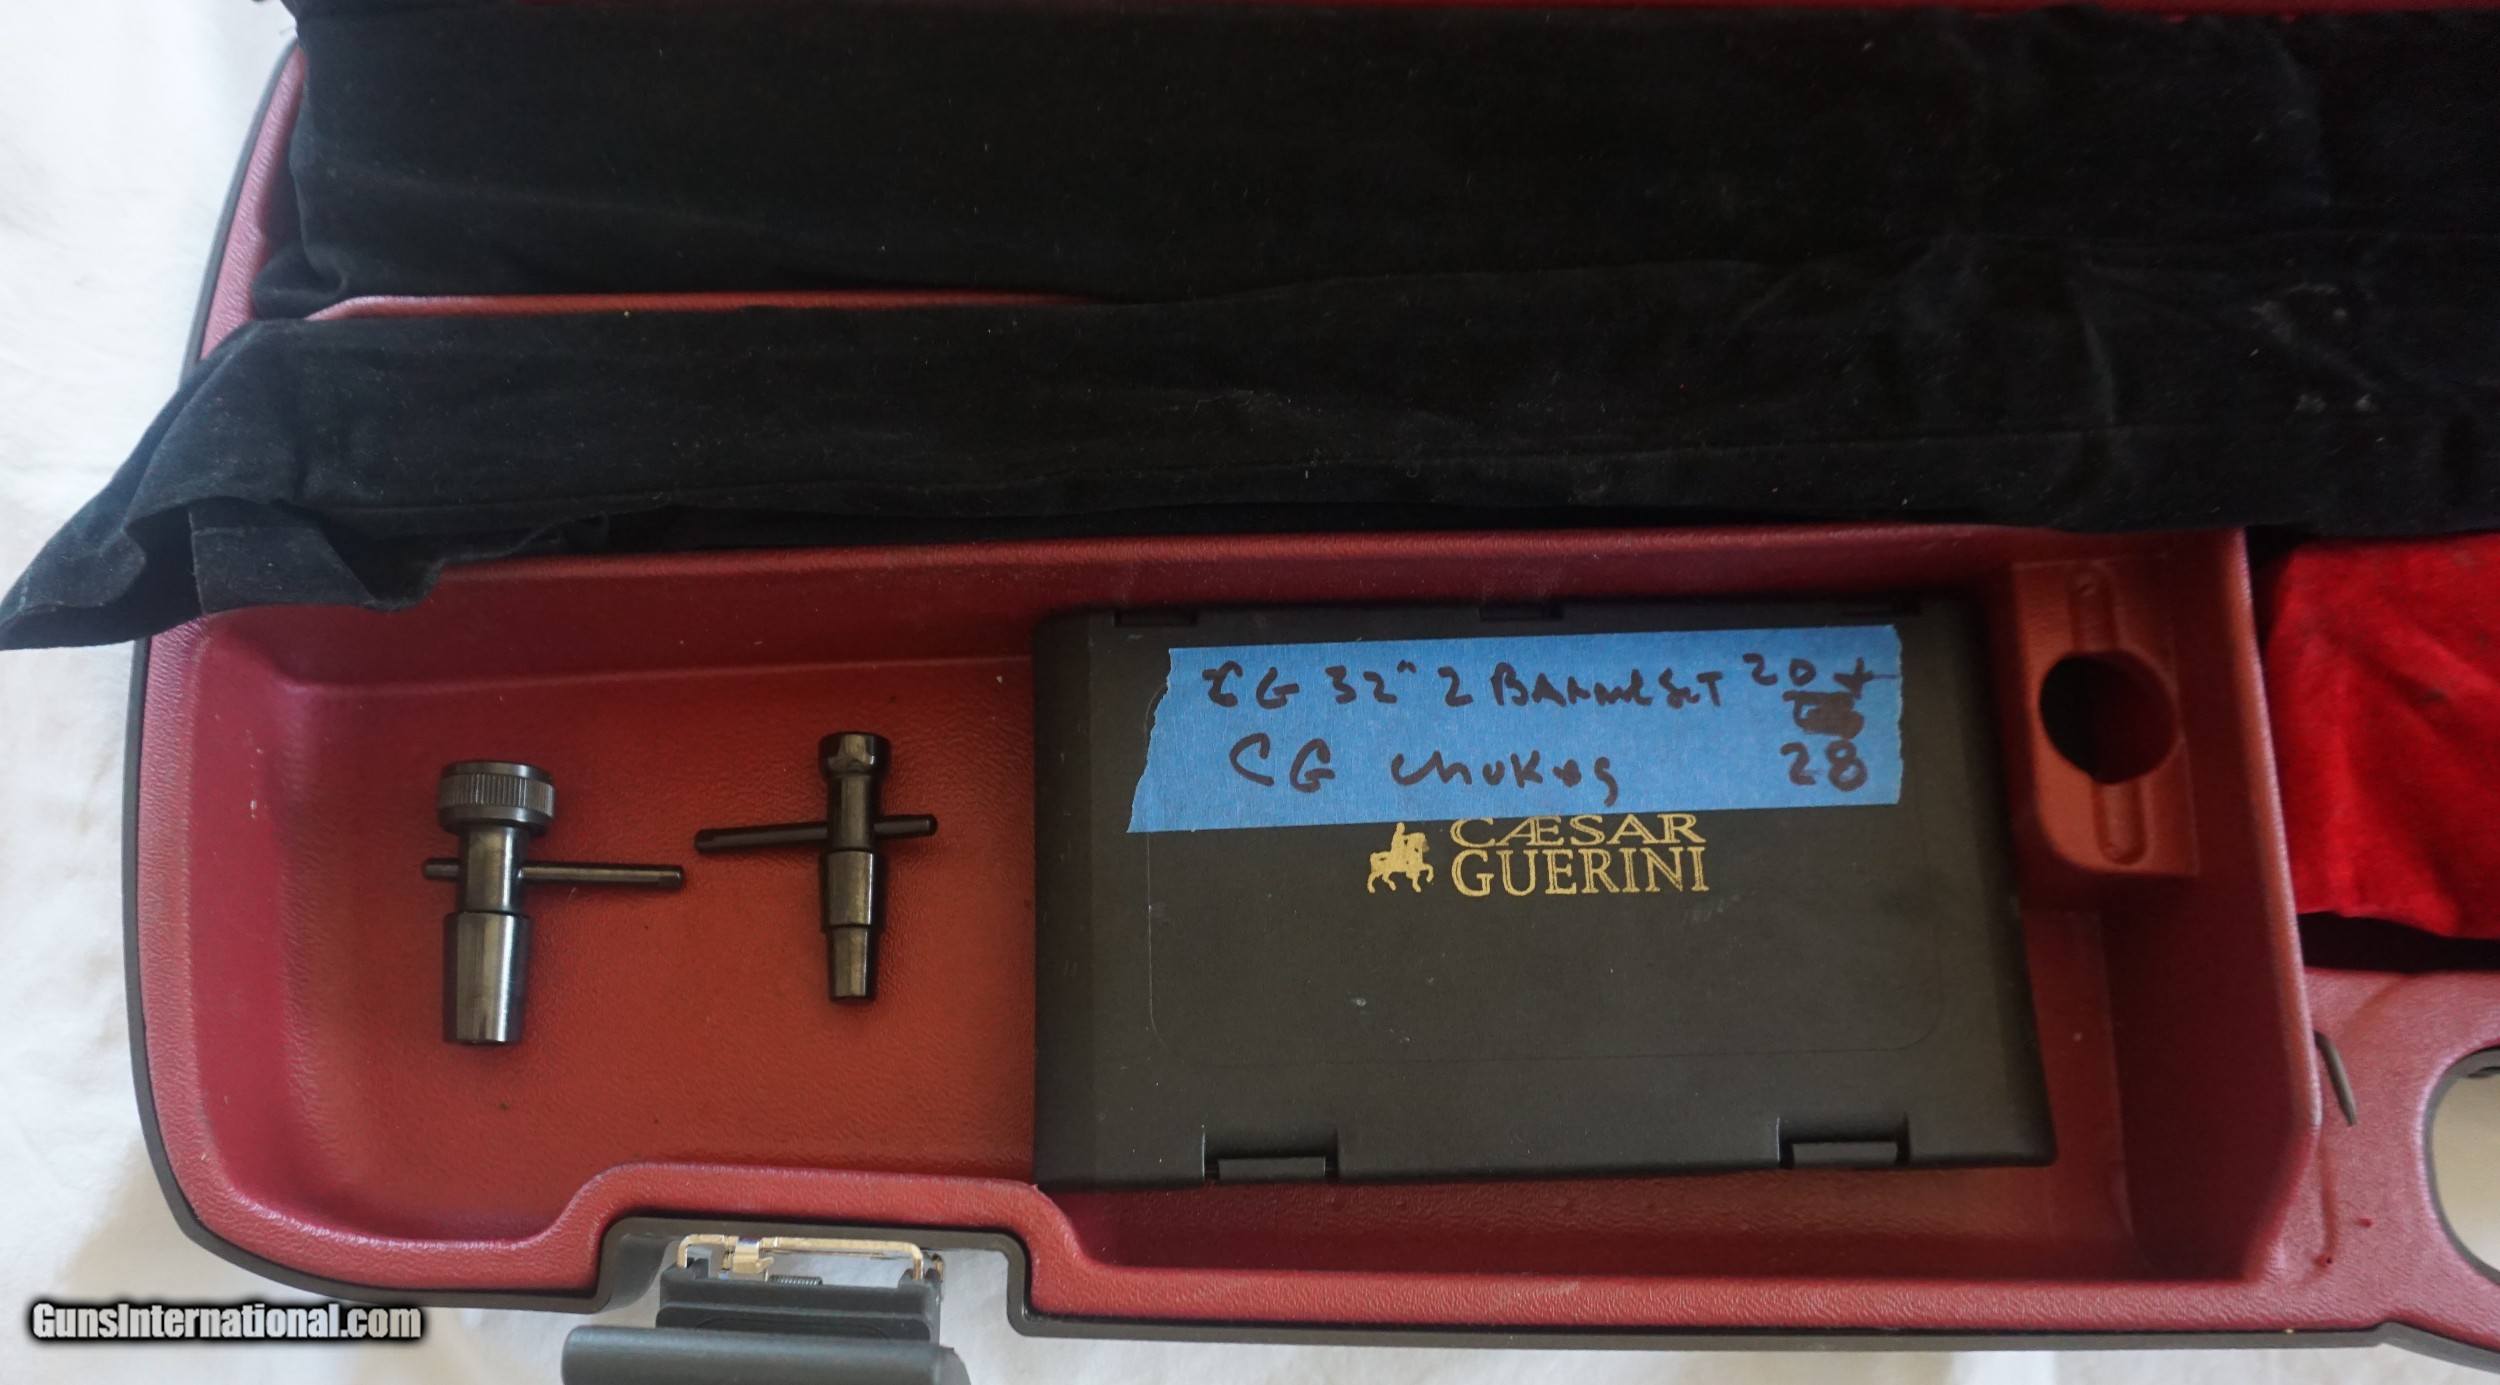 CG 32" 2 Barrel Set 20 +
CG chokes 28
CÆSAR
GUERINI
GunsInternational.com